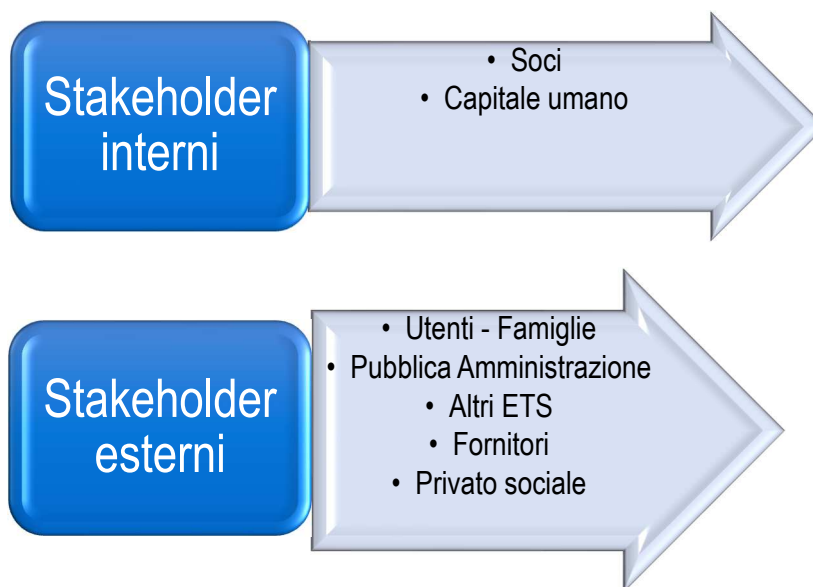 Stakeholder
interni
• Soci
• Capitale umano
Stakeholder
esterni
• Utenti - Famiglie
• Pubblica Amministrazione
• Altri ETS
• Fornitori
• Privato sociale